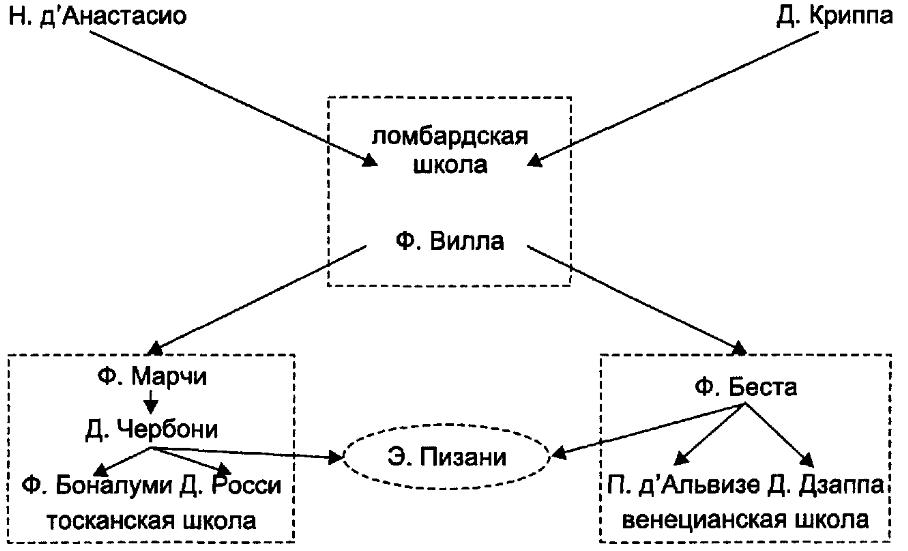 Н. д'Анастасио
Д. Криппа
ломбардская
школа
Ф. Вилла
Ф. Марчи
Д. Чербони
Ф. Боналуми Д. Росси
тосканская школа
Э. Пизани
Ф. Беста
П. д'Альвизе Д. Дзаппа
венецианская школа